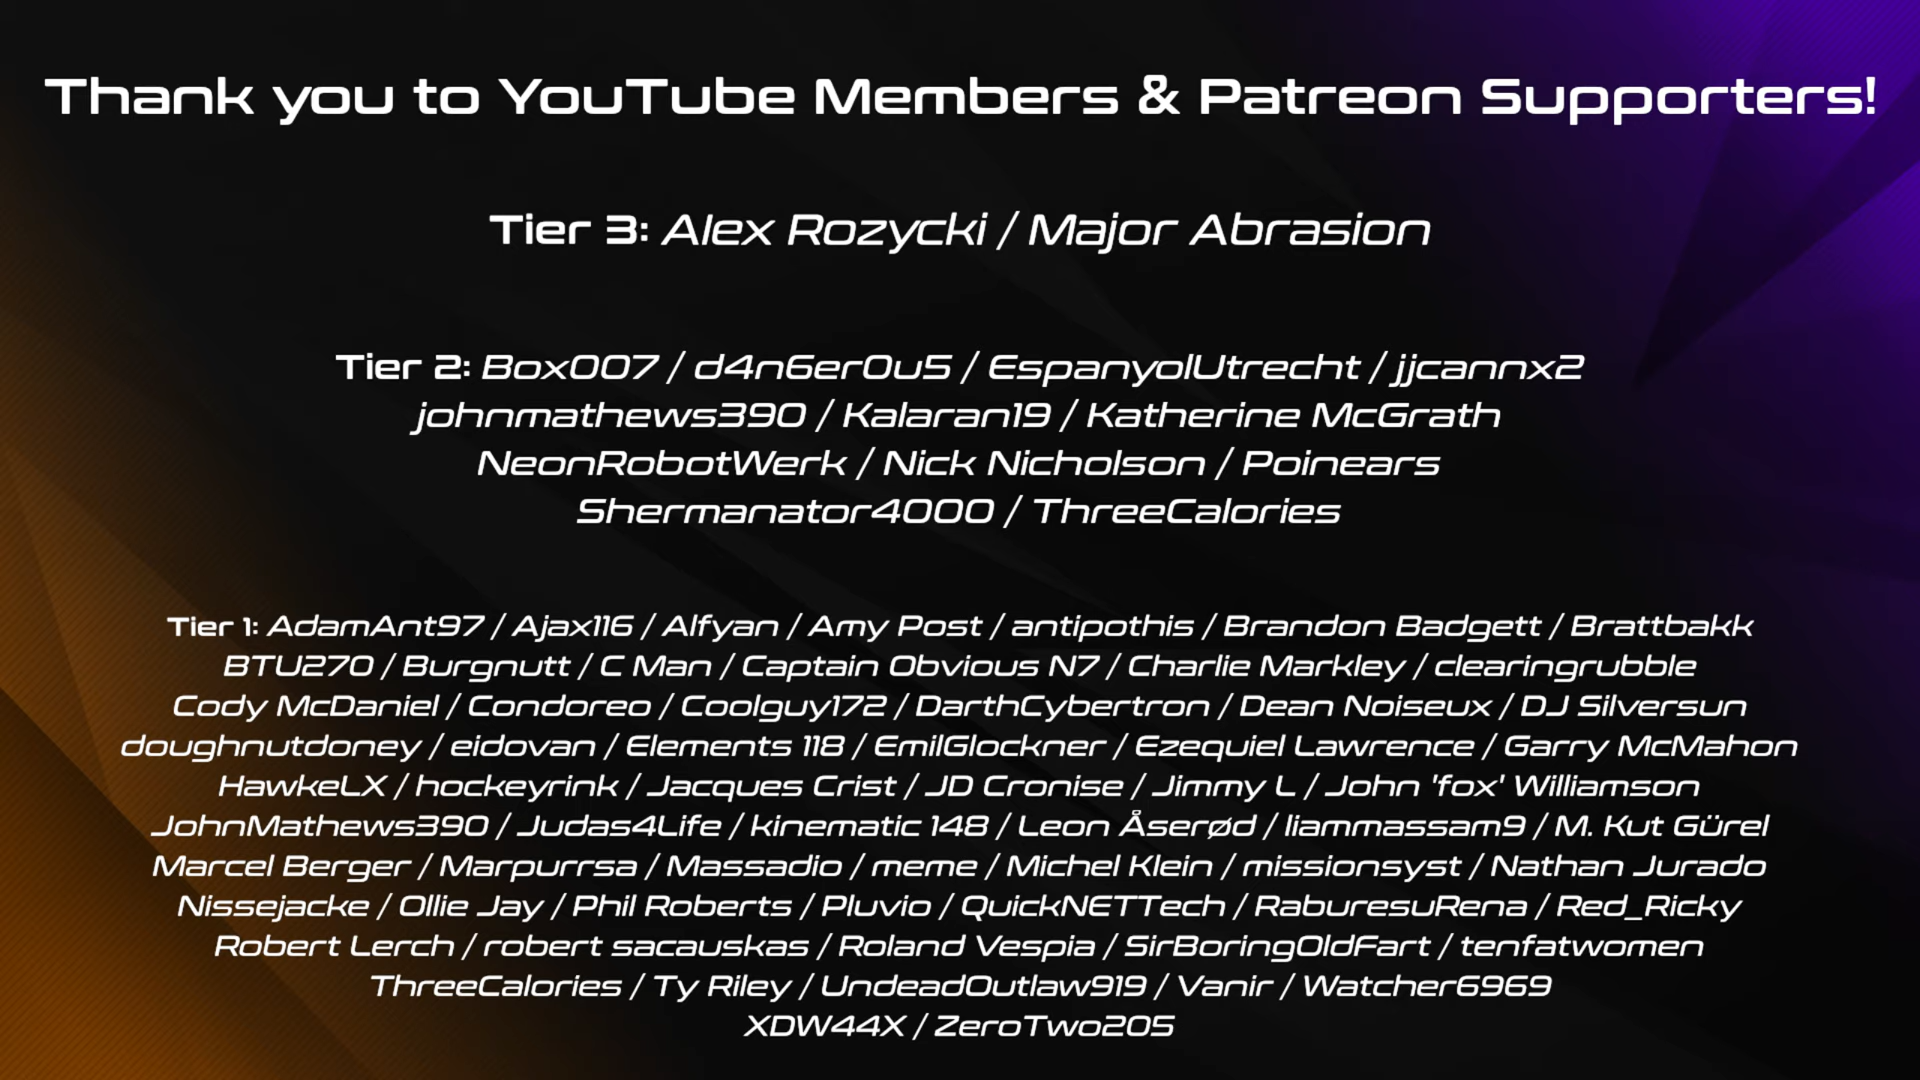 Thank you to YouTube Members & Patreon Supporters!
Tier 3: Alex Rozycki / Major Abrasion
Tier 2: Box007 / d4n6er0u5 / EspanyolUtrecht / jjcannx2
johnmathews390 / Kalaran19 / Katherine McGrath
NeonRobotWerk / Nick Nicholson / Poinears
Shermanator4000 / ThreeCalories
Tier 1: AdamAnt97 / Ajax116 / Alfyan / Amy Post / antipothis / Brandon Badgett / Brattbakk
BTU270 / Burgnutt / C Man / Captain Obvious N7 / Charlie Markley / clearingrubble
Cody McDaniel / Condoreo / Coolguy172 / DarthCybertron / Dean Noiseux / DJ Silversun
doughnutdoney / eidovan / Elements 118 / EmilGlockner / Ezequiel Lawrence / Garry McMahon
HawkeLX / hockeyrink / Jacques Crist / JD Cronise / Jimmy L / John 'fox' Williamson
JohnMathews390 / Judas4Life / kinematic 148 / Leon Åserød / liammassam9 / M. Kut Gürel
Marcel Berger / Marpurrsa / Massadio / meme / Michel Klein / missionsyst / Nathan Jurado
Nissejacke / Ollie Jay / Phil Roberts / Pluvio / QuickNETTech / RaburesuRena / Red_Ricky
Robert Lerch / robert sacauskas / Roland Vespia / SirBoringOldFart / tenfatwomen
ThreeCalories / Ty Riley / UndeadOutlaw919 / Vanir / Watcher6969
XDW44X / ZeroTwo205